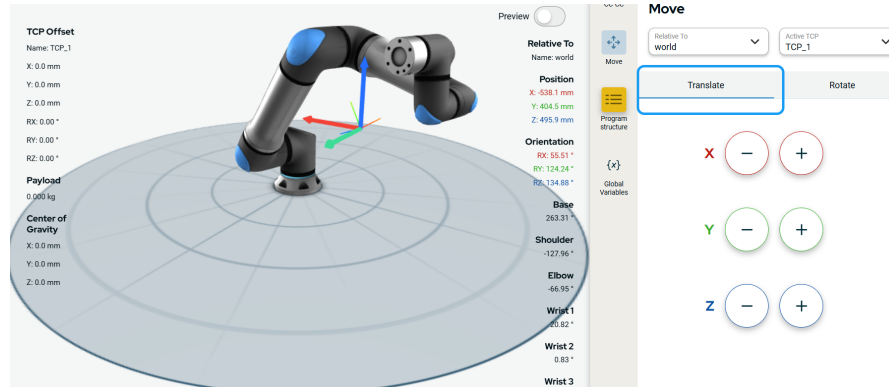 Preview
TCP Offset
Name: TCP_1
X: 0.0 mm
Y: 0.0 mm
Z: 0.0 mm
RX: 0.00 °
RY: 0.00 °
RZ: 0.00 °
Payload
0.000 kg
Center of
Gravity
X: 0.0 mm
Y: 0.0 mm
Z: 0.0 mm
Relative To
Name: world
Position
X: -538.1 mm
Y: 404.5 mm
Z: 495.9 mm
Orientation
RX: 55.51 °
RY: 124.24 °
RZ: 134.88 °
Base
263.31 °
Shoulder
-127.96 °
Elbow
-66.95 °
Wrist 1
20.82 °
Wrist 2
0.83 °
Wrist 3
Move
Program
structure
{x}
Global
Variables
Move
Relative To
world
Active TCP
TCP_1
Translate
Rotate
X − +
Y − +
Z − +